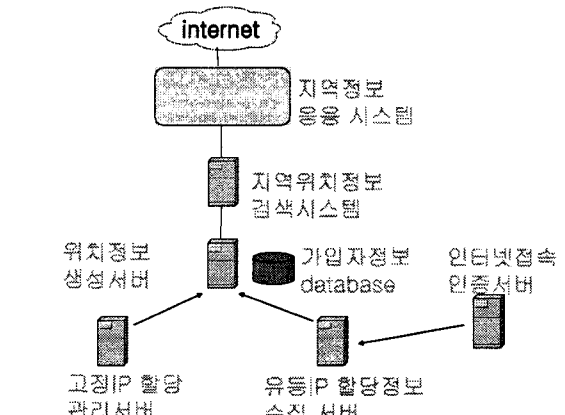 internet
지역정보
응용 시스템
지역위치정보
검색시스템
위치정보
생성서버
가입자정보
database
인터넷접속
인증서버
고정IP 할당
관리서버
유동IP 할당정보
수집 서버